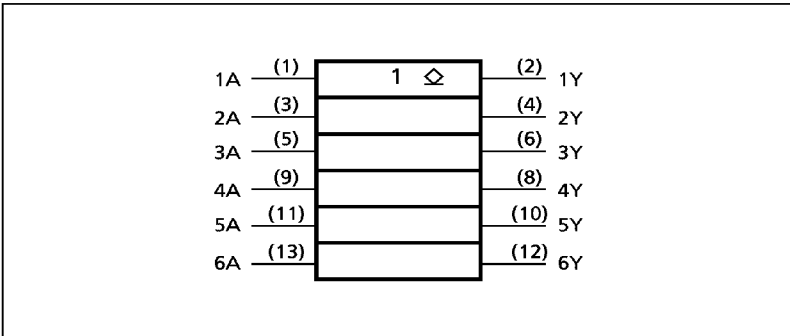 1A (1) 1 ⎐ (2) 1Y
2A (3) (4) 2Y
3A (5) (6) 3Y
4A (9) (8) 4Y
5A (11) (10) 5Y
6A (13) (12) 6Y